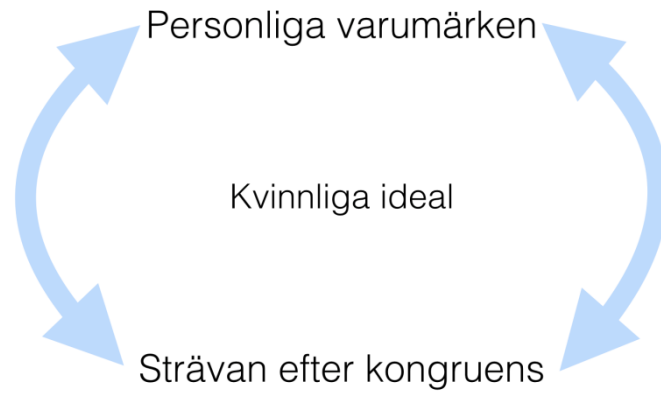 Personliga varumärken
Kvinnliga ideal
Strävan efter kongruens